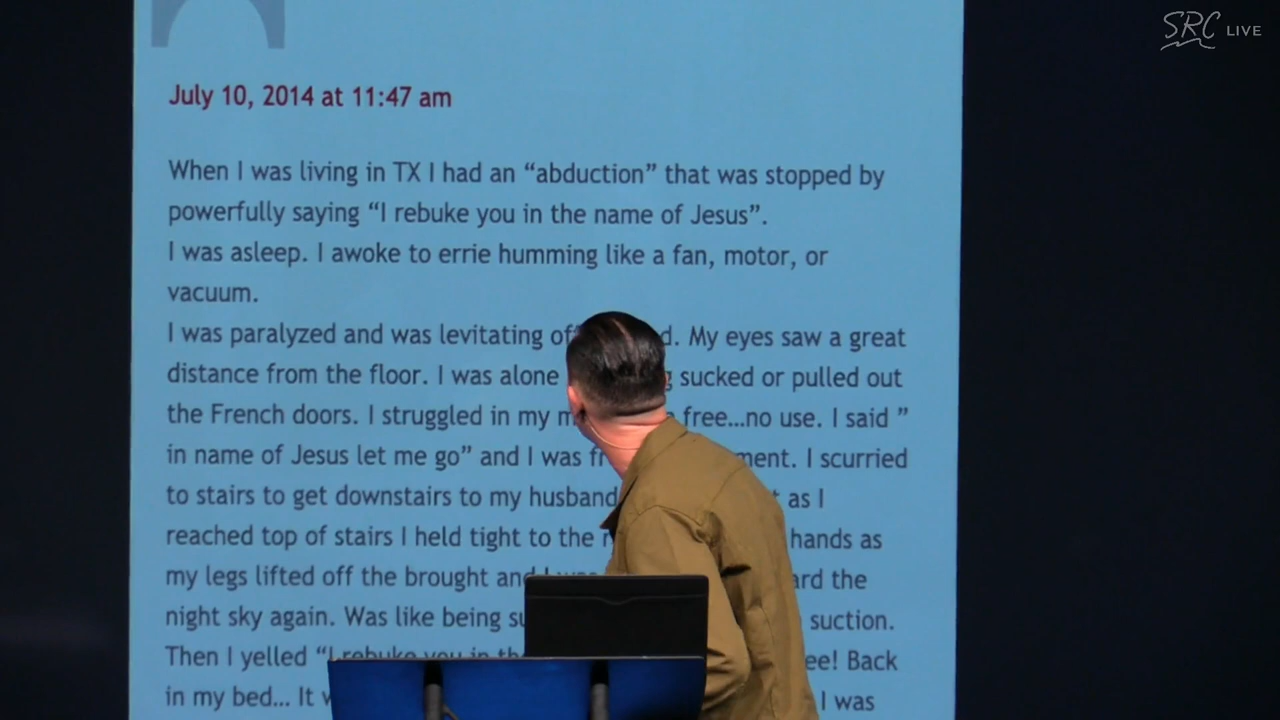 SRC LIVE
July 10, 2014 at 11:47 am
When I was living in TX I had an “abduction” that was stopped by
powerfully saying “I rebuke you in the name of Jesus”.
I was asleep. I awoke to errie humming like a fan, motor, or
vacuum.
I was paralyzed and was levitating My eyes saw a great
distance from the floor. I was alone sucked or pulled out
the French doors. I struggled in my free...no use. I said ”
in name of Jesus let me go” and I was I scurried
to stairs to get downstairs to my husband as I
reached top of stairs I held tight to the hands as
my legs lifted off the brought and the
night sky again. Was like being suction.
Then I yelled “I rebuke you in the Back
in my bed... It I was